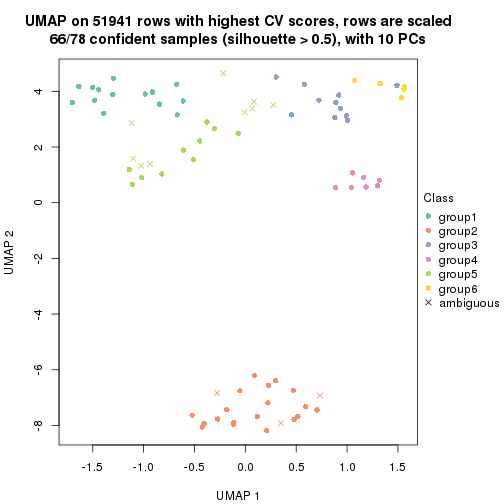 UMAP on 51941 rows with highest CV scores, rows are scaled
66/78 confident samples (silhouette > 0.5), with 10 PCs
4
2
0
-2
-4
-6
-8
UMAP 2
-1.5
-1.0
-0.5
0.0
0.5
1.0
1.5
UMAP 1
Class
group1
group2
group3
group4
group5
group6
ambiguous